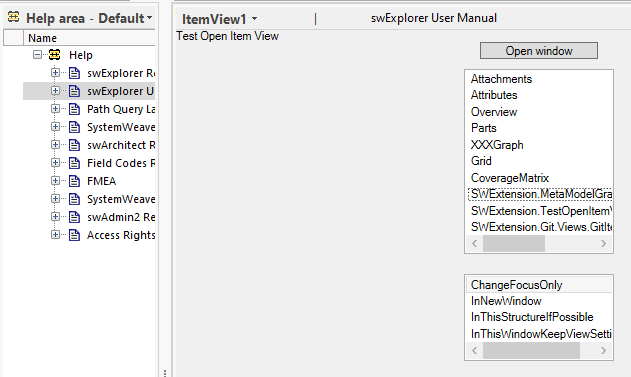 Help area - Default
Name
Help
swExplorer Re
swExplorer U
Path Query La
SystemWeave
swArchitect R
Field Codes R
FMEA
SystemWeave
swAdmin2 Re
Access Rights
ItemView1
swExplorer User Manual
Test Open Item View
Open window
Attachments
Attributes
Overview
Parts
XXXGraph
Grid
CoverageMatrix
SWExtension.MetaModelGra
SWExtension.TestOpenItemV
SWExtension.Git.Views.GitIte
ChangeFocusOnly
InNewWindow
InThisStructureIfPossible
InThisWindowKeepViewSetti